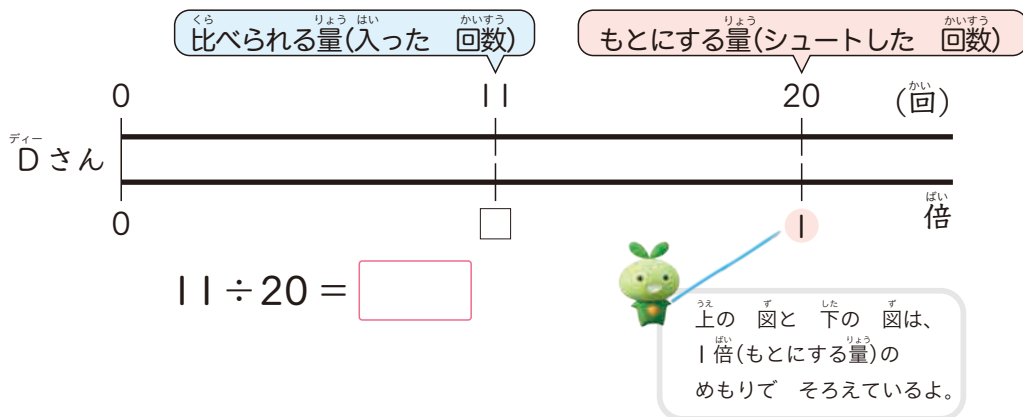 比べられる量(入った 回数)
もとにする量(シュートした 回数)
0 11 20 (回)
Dさん
0 □ 1 倍
11÷20=
上の 図と 下の 図は、
1倍(もとにする量)の
めもりで そろえているよ。